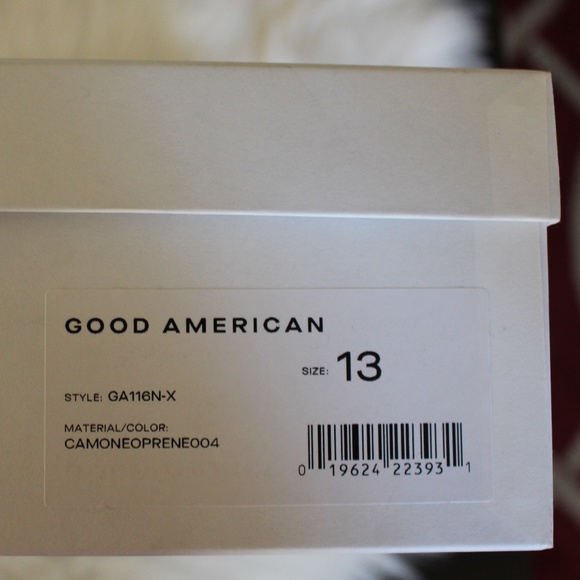 GOOD AMERICAN
SIZE: 13
STYLE: GA116N-X
MATERIAL/COLOR:
CAMONEOPRENE004
0 19624 22393 1